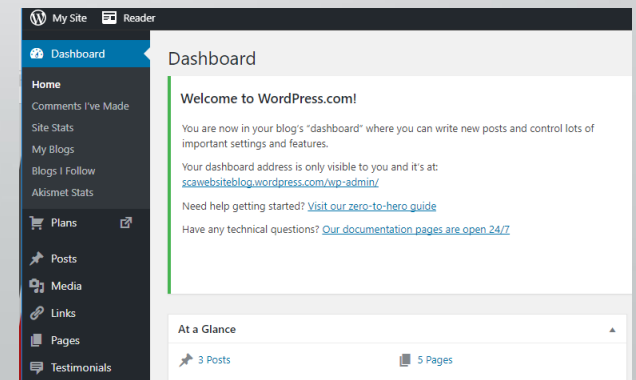 My Site Reader
Dashboard
Home
Comments I've Made
Site Stats
My Blogs
Blogs I Follow
Akismet Stats
Plans
Posts
Media
Links
Pages
Testimonials
Dashboard
Welcome to WordPress.com!
You are now in your blog's "dashboard" where you can write new posts and control lots of
important settings and features.
Your dashboard address is only visible to you and it's at:
scawebsiteblog.wordpress.com/wp-admin/
Need help getting started? Visit our zero-to-hero guide
Have any technical questions? Our documentation pages are open 24/7
At a Glance
3 Posts 5 Pages